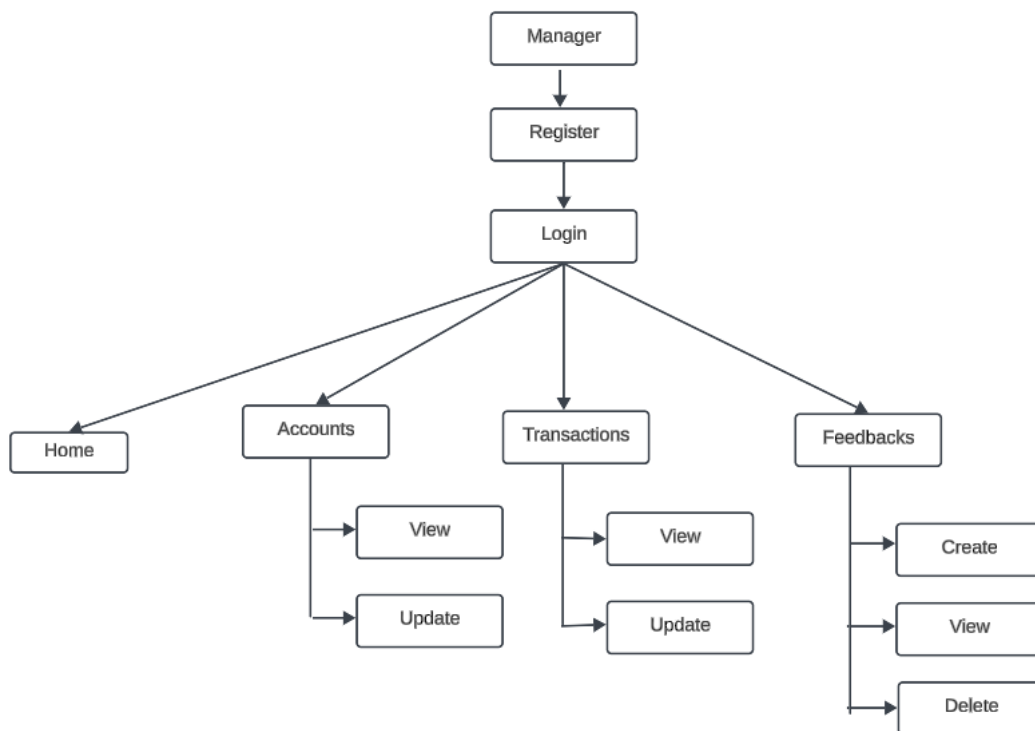 Manager
Register
Login
Home
Accounts
Transactions
Feedbacks
View
Update
View
Update
Create
View
Delete